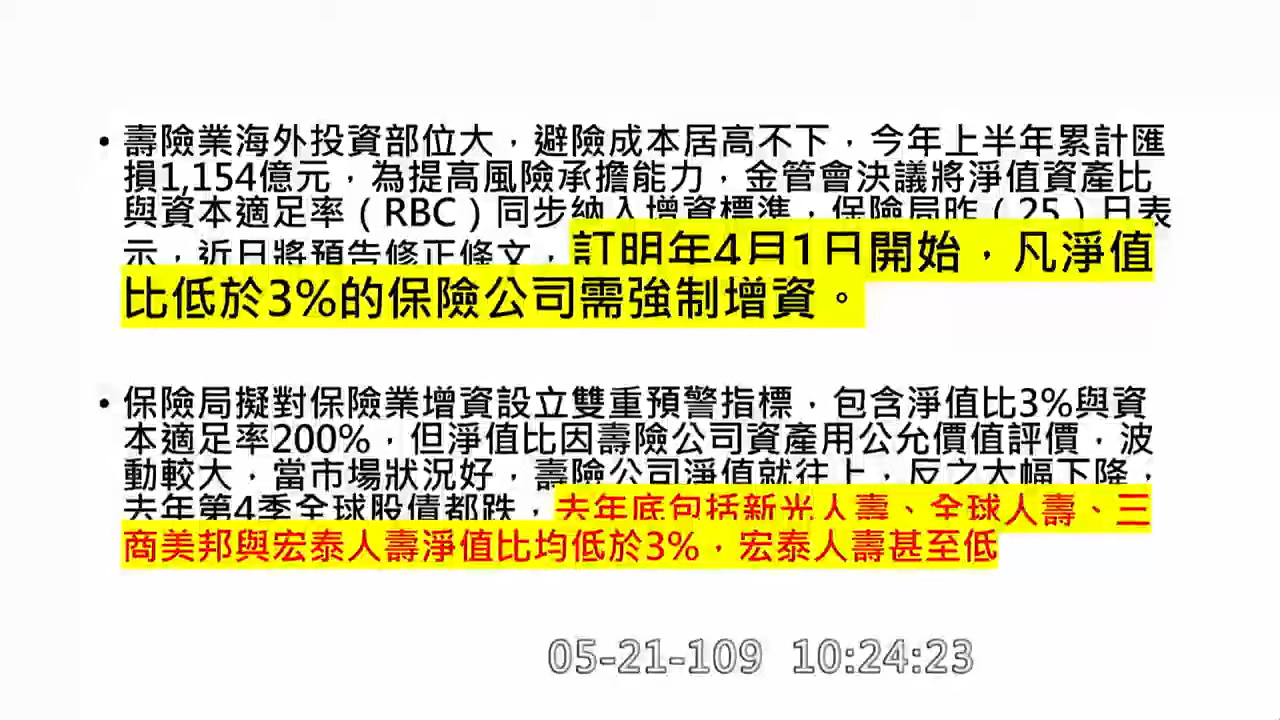 • 壽險業海外投資部位大，避險成本居高不下，今年上半年累計匯
損1,154億元，為提高風險承擔能力，金管會決議將淨值資產比
與資本適足率（RBC）同步納入增資標準，保險局昨（25）日表
示，近日將預告修正條文，訂明年4月1日開始，凡淨值
比低於3%的保險公司需強制增資。
• 保險局擬對保險業增資設立雙重預警指標，包含淨值比3%與資
本適足率200%，但淨值比因壽險公司資產用公允價值評價，波
動較大，當市場狀況好，壽險公司淨值就往上，反之大幅下降，
去年第4季全球股債都跌，去年底包括新光人壽、全球人壽、三
商美邦與宏泰人壽淨值比均低於3%，宏泰人壽甚至低
05-21-109 10:24:23